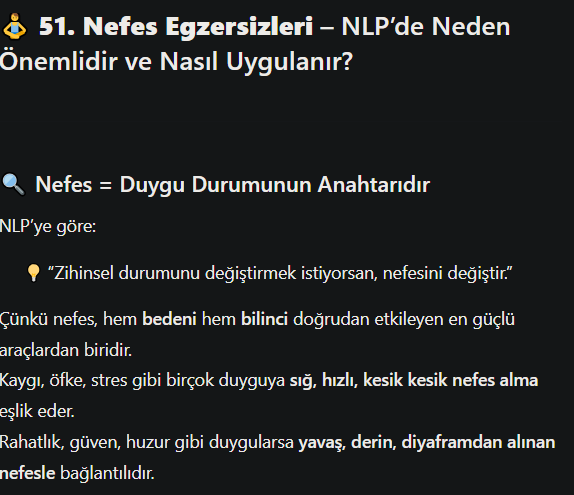 🧘‍♂️ 51. Nefes Egzersizleri – NLP’de Neden
Önemlidir ve Nasıl Uygulanır?
🔍 Nefes = Duygu Durumunun Anahtarıdır
NLP’ye göre:
💡 “Zihinsel durumunu değiştirmek istiyorsan, nefesini değiştir.”
Çünkü nefes, hem bedeni hem bilinci doğrudan etkileyen en güçlü
araçlardan biridir.
Kaygı, öfke, stres gibi birçok duyguya sığ, hızlı, kesik kesik nefes alma
eşlik eder.
Rahatlık, güven, huzur gibi duygularsa yavaş, derin, diyaframdan alınan
nefesle bağlantılıdır.